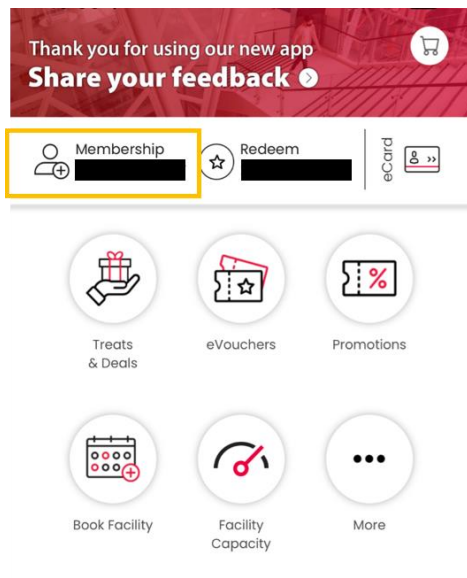 Thank you for using our new app
Share your feedback
Membership
Redeem
eCard
Treats
& Deals
eVouchers
Promotions
Book Facility
Facility
Capacity
More